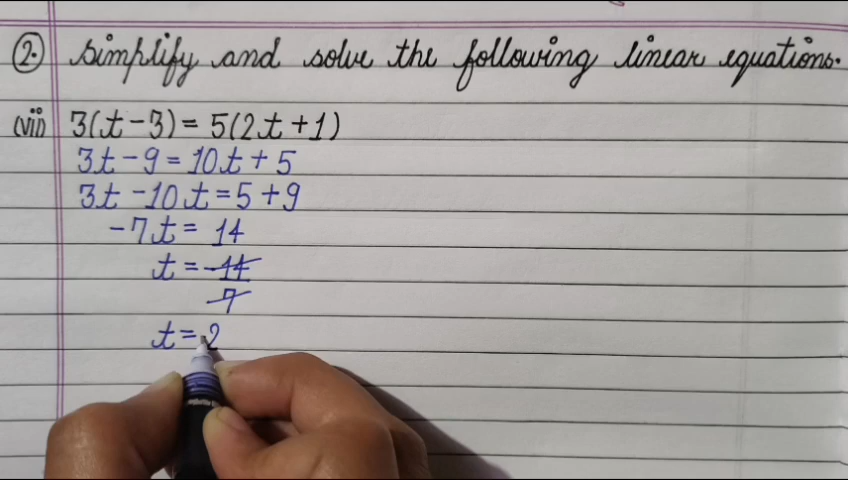 2. Simplify and solve the following linear equations.
(vii) 3(t-3) = 5(2t+1)
3t-9 = 10t+5
3t-10t = 5+9
-7t = 14
t = -14
7
t = 2